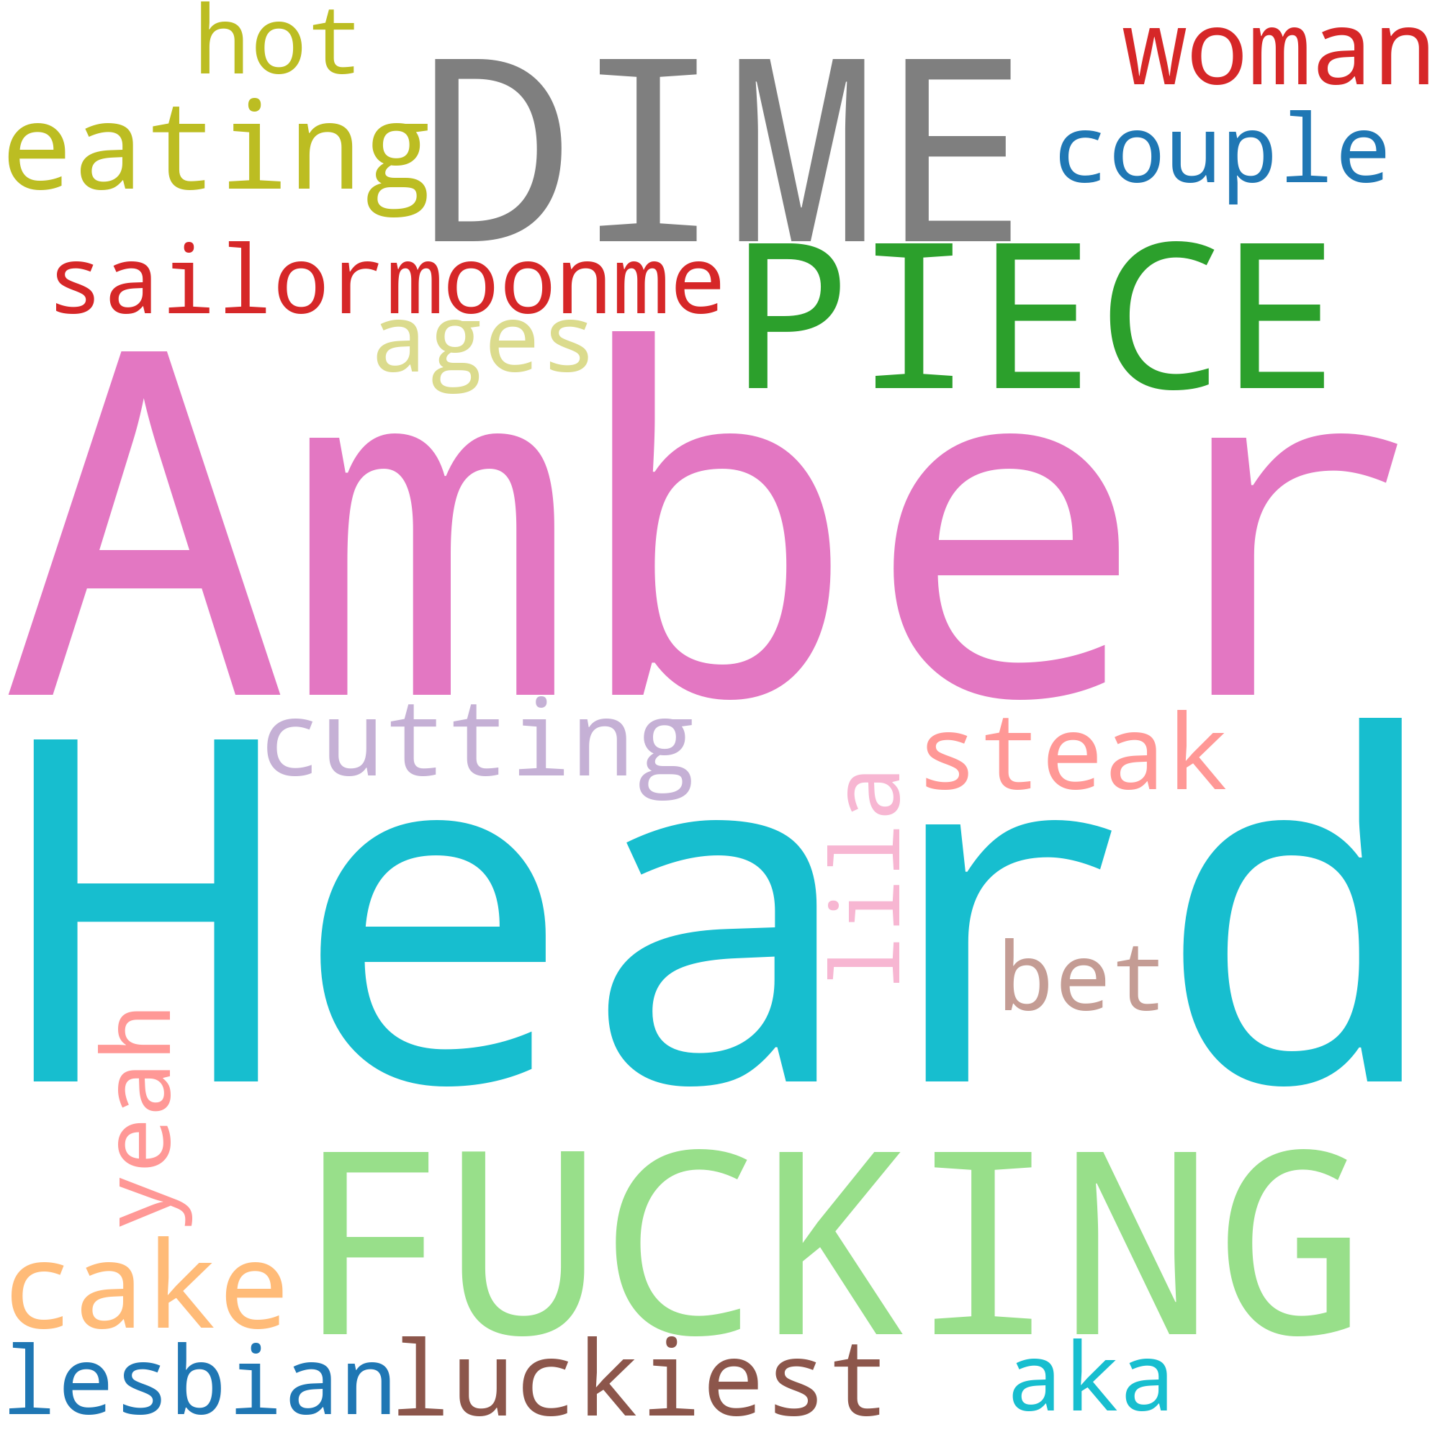 hot
DIME
woman
eating
couple
sailormoonme
PIECE
ages
Amber
cutting
steak
Heard
lila
bet
yeah
FUCKING
cake
lesbian
luckiest
aka